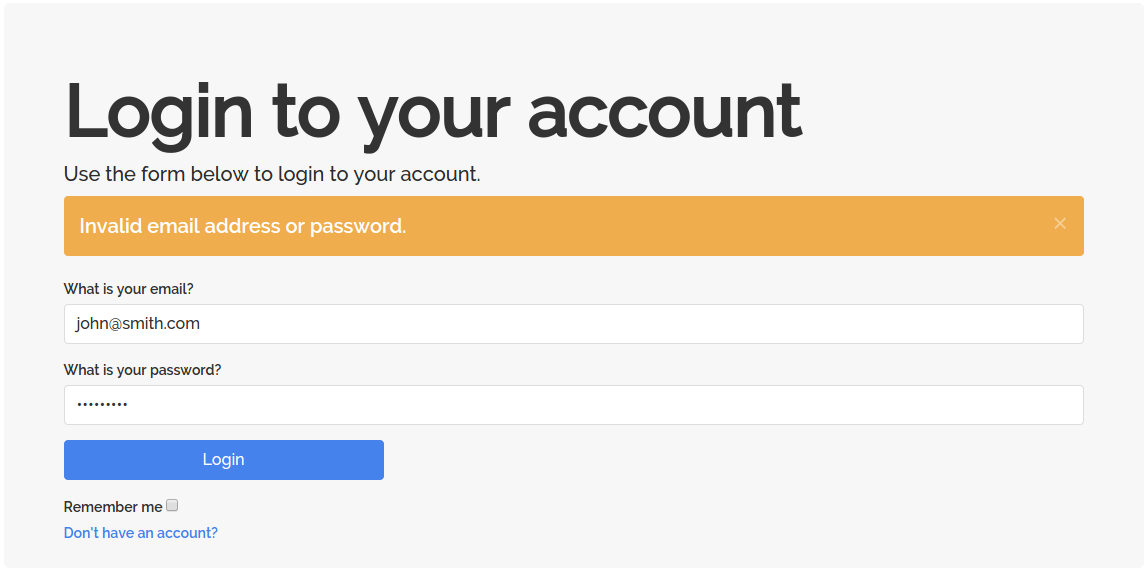 Login to your account
Use the form below to login to your account.
Invalid email address or password.
What is your email?
john@smith.com
What is your password?
•••••••••
Login
Remember me
Don't have an account?